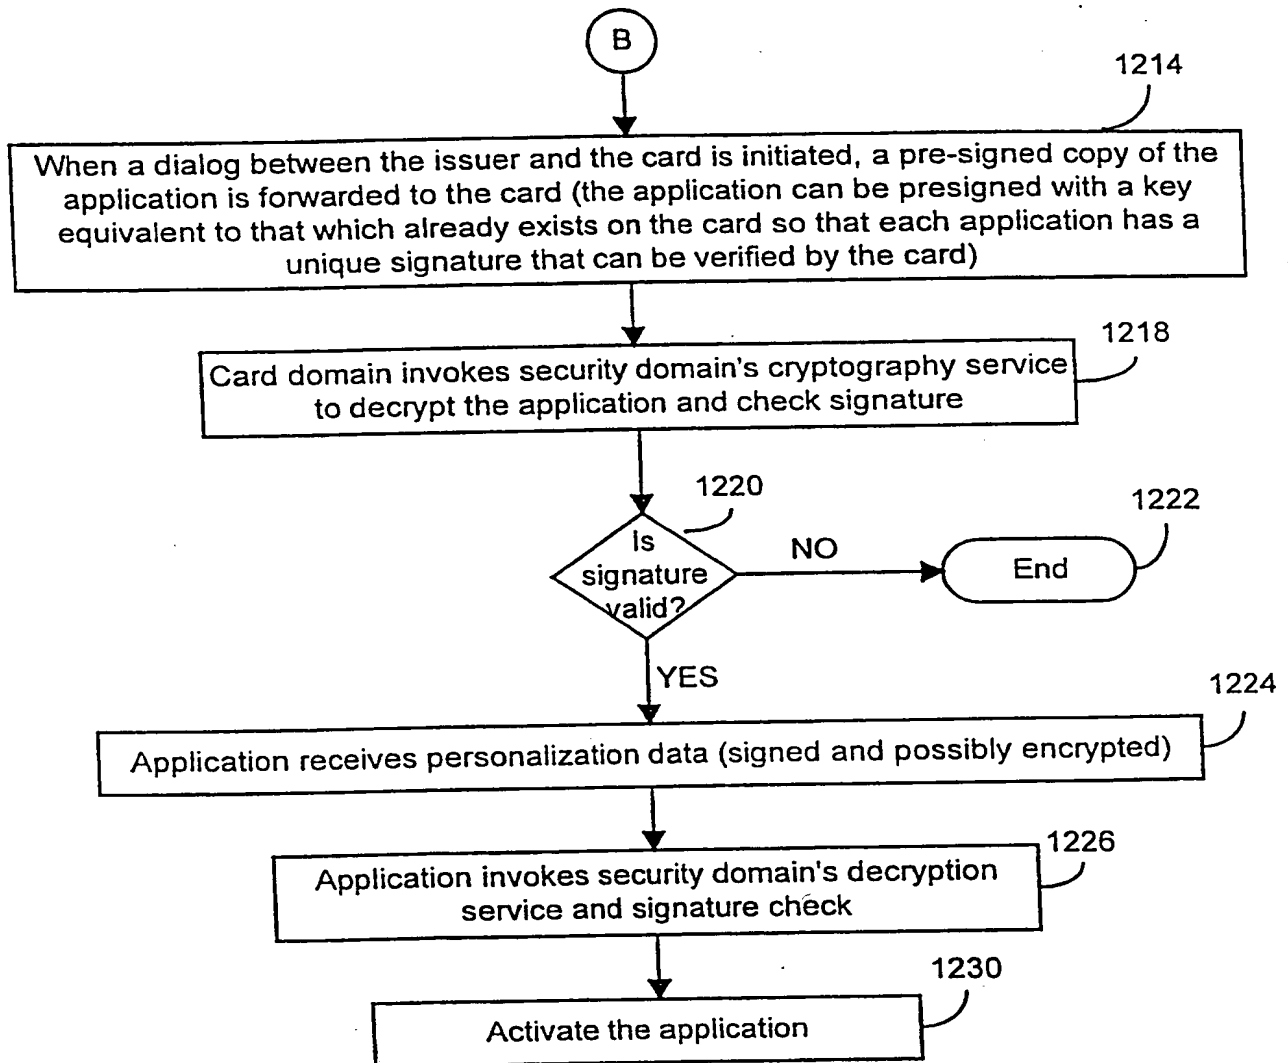 B
1214
When a dialog between the issuer and the card is initiated, a pre-signed copy of the
application is forwarded to the card (the application can be presigned with a key
equivalent to that which already exists on the card so that each application has a
unique signature that can be verified by the card)
1218
Card domain invokes security domain's cryptography service
to decrypt the application and check signature
1220
1222
Is
signature
valid?
NO
End
YES
1224
Application receives personalization data (signed and possibly encrypted)
1226
Application invokes security domain's decryption
service and signature check
1230
Activate the application